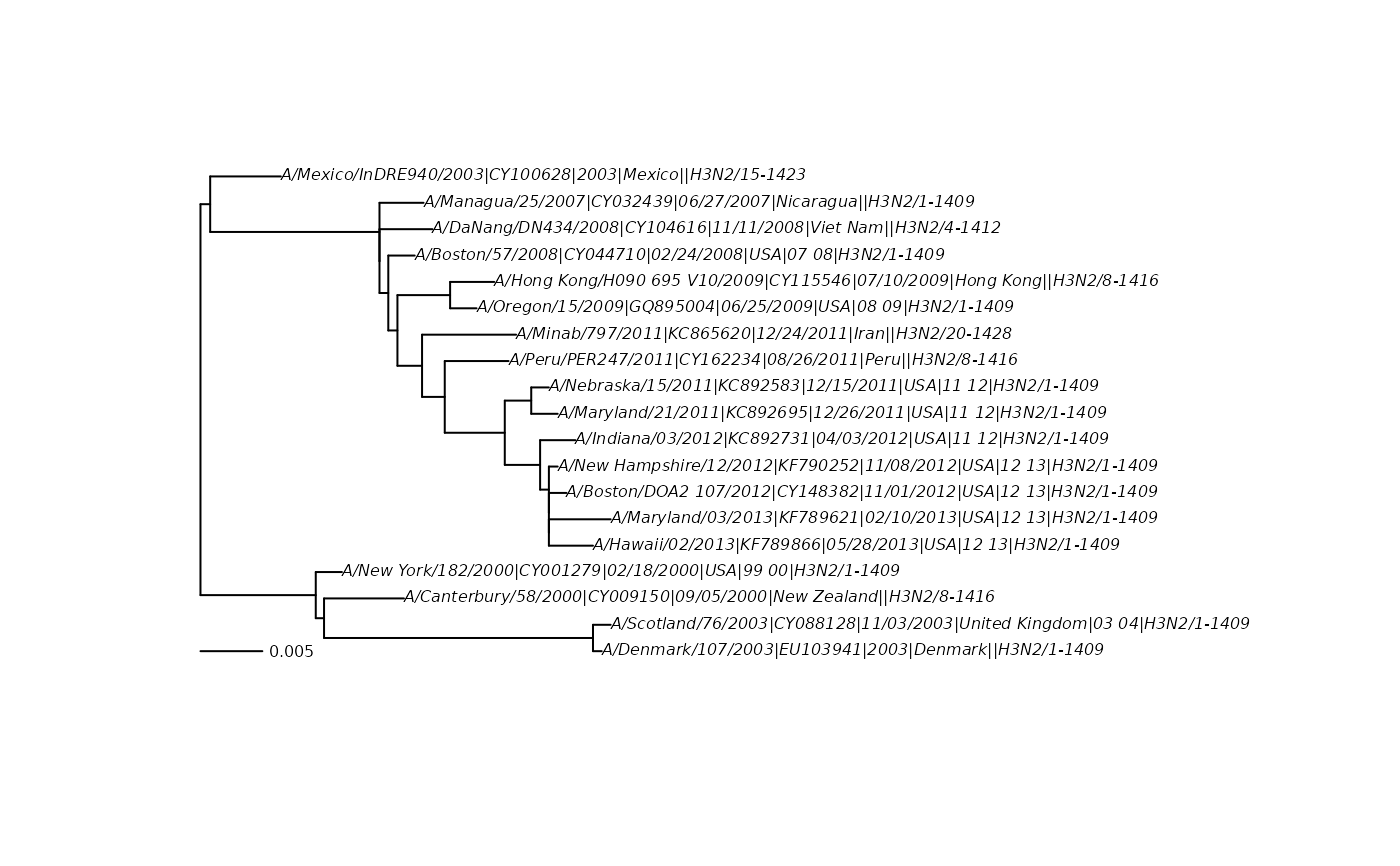 A/Mexico/InDRE940/2003|CY100628|2003|Mexico||H3N2/15-1423
A/Managua/25/2007|CY032439|06/27/2007|Nicaragua||H3N2/1-1409
A/DaNang/DN434/2008|CY104616|11/11/2008|Viet Nam||H3N2/4-1412
A/Boston/57/2008|CY044710|02/24/2008|USA|07 08|H3N2/1-1409
A/Hong Kong/H090 695 V10/2009|CY115546|07/10/2009|Hong Kong||H3N2/8-1416
A/Oregon/15/2009|GQ895004|06/25/2009|USA|08 09|H3N2/1-1409
A/Minab/797/2011|KC865620|12/24/2011|Iran||H3N2/20-1428
A/Peru/PER247/2011|CY162234|08/26/2011|Peru||H3N2/8-1416
A/Nebraska/15/2011|KC892583|12/15/2011|USA|11 12|H3N2/1-1409
A/Maryland/21/2011|KC892695|12/26/2011|USA|11 12|H3N2/1-1409
A/Indiana/03/2012|KC892731|04/03/2012|USA|11 12|H3N2/1-1409
A/New Hampshire/12/2012|KF790252|11/08/2012|USA|12 13|H3N2/1-1409
A/Boston/DOA2 107/2012|CY148382|11/01/2012|USA|12 13|H3N2/1-1409
A/Maryland/03/2013|KF789621|02/10/2013|USA|12 13|H3N2/1-1409
A/Hawaii/02/2013|KF789866|05/28/2013|USA|12 13|H3N2/1-1409
A/New York/182/2000|CY001279|02/18/2000|USA|99 00|H3N2/1-1409
A/Canterbury/58/2000|CY009150|09/05/2000|New Zealand||H3N2/8-1416
A/Scotland/76/2003|CY088128|11/03/2003|United Kingdom|03 04|H3N2/1-1409
A/Denmark/107/2003|EU103941|2003|Denmark||H3N2/1-1409
0.005